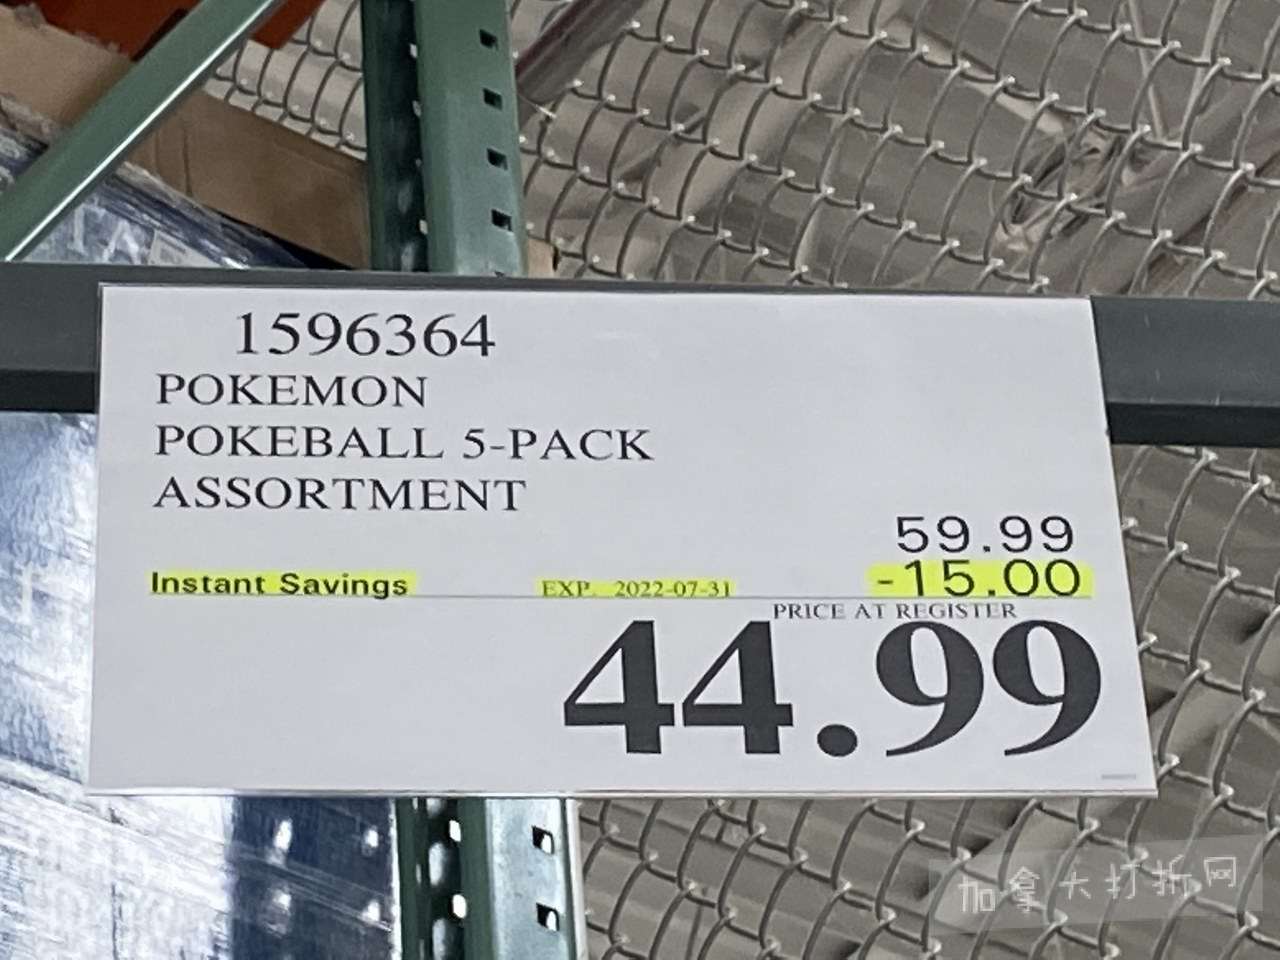 1596364
POKEMON
POKEBALL 5-PACK
ASSORTMENT
59.99
Instant Savings EXP. 2022-07-31 -15.00
PRICE AT REGISTER
44.99
加拿大打折网